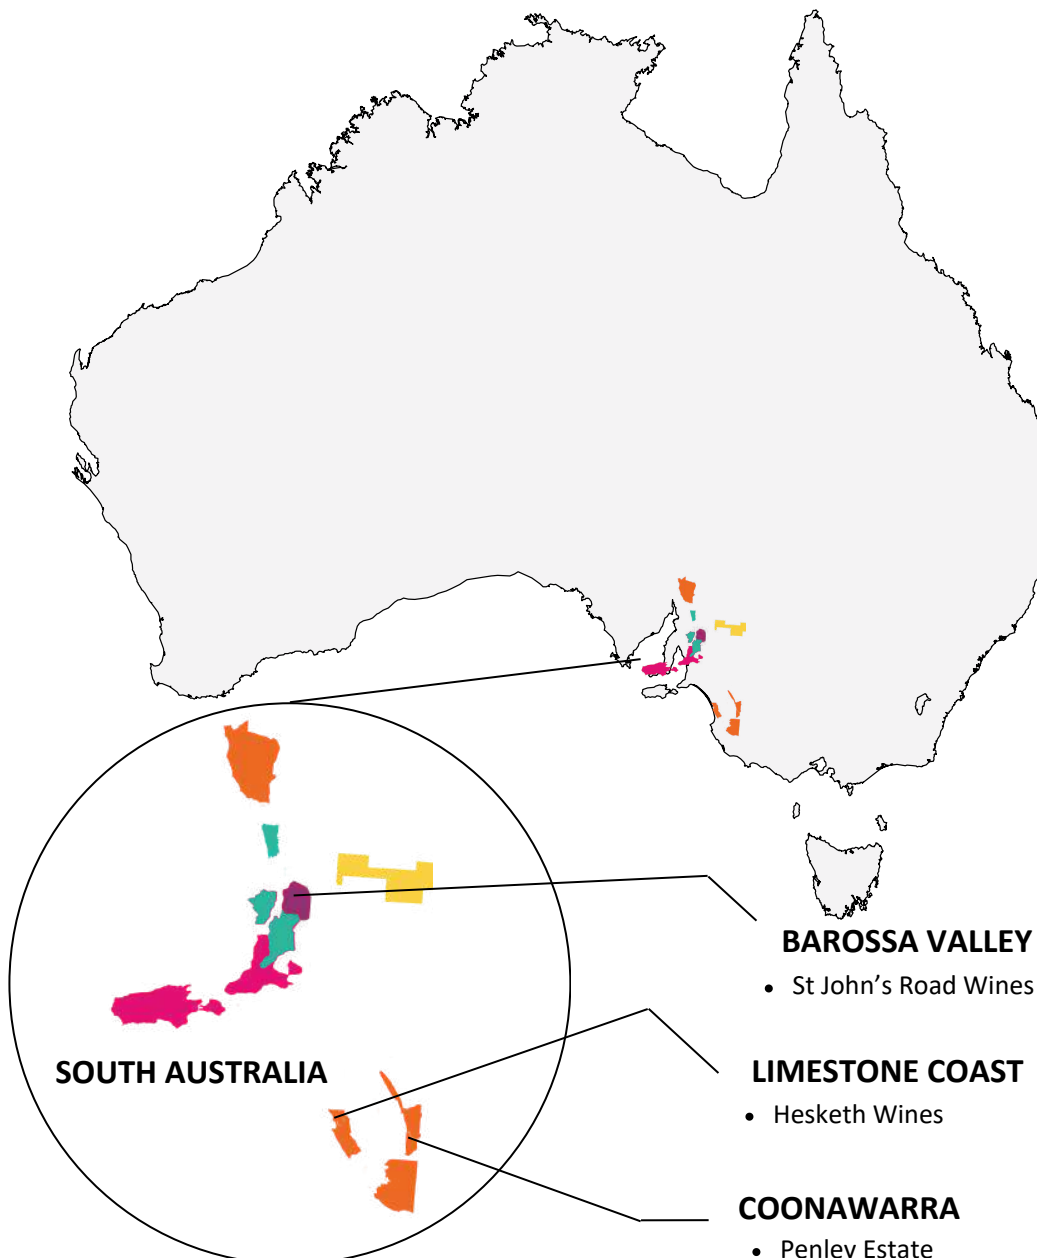 BAROSSA VALLEY
• St John’s Road Wines
SOUTH AUSTRALIA
LIMESTONE COAST
• Hesketh Wines
COONAWARRA
• Penley Estate